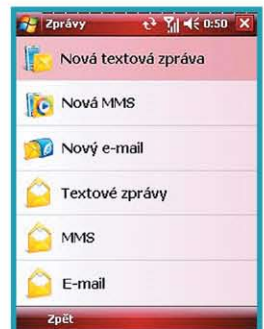 Zprávy 0:50
Nová textová zpráva
Nová MMS
Nový e-mail
Textové zprávy
MMS
E-mail
Zpět